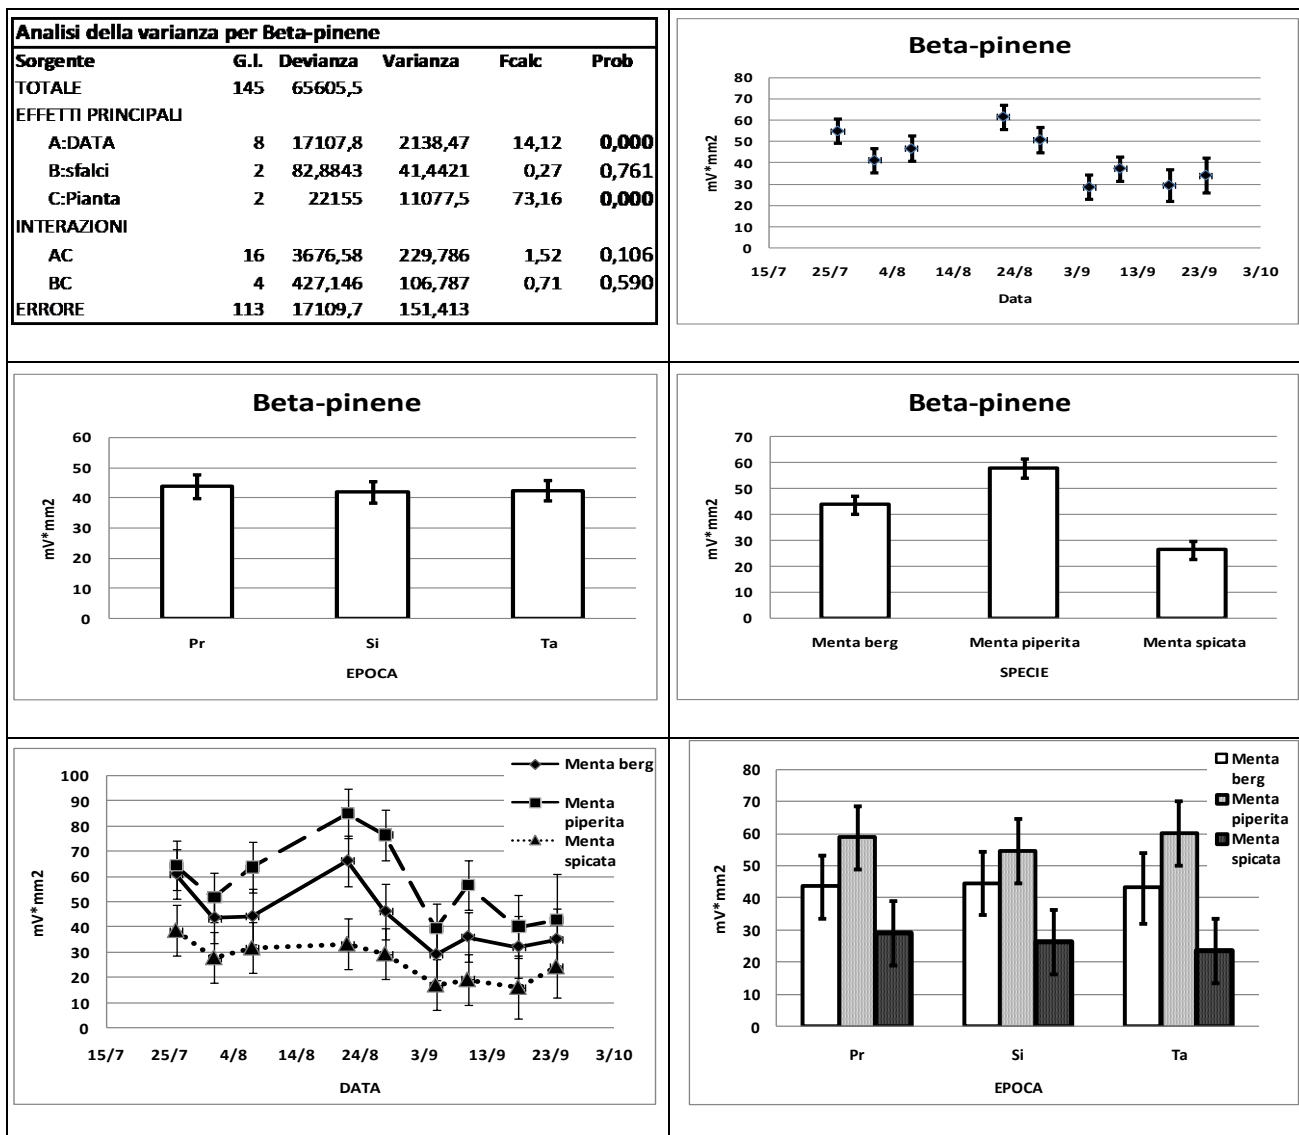 Analisi della varianza per Beta-pinene
Sorgente G.l. Devianza Varianza Fcalc Prob
TOTALE 145 65605,5
EFFETTI PRINCIPALI
A:DATA 8 17107,8 2138,47 14,12 0,000
B:sfalci 2 82,8843 41,4421 0,27 0,761
C:Pianta 2 22155 11077,5 73,16 0,000
INTERAZIONI
AC 16 3676,58 229,786 1,52 0,106
BC 4 427,146 106,787 0,71 0,590
ERRORE 113 17109,7 151,413
Beta-pinene
80
70
60
50
40
30
20
10
0
mV*mm2
15/7 25/7 4/8 14/8 24/8 3/9 13/9 23/9 3/10
Data
Beta-pinene
60
50
40
30
20
10
0
mV*mm2
Pr Si Ta
EPOCA
Beta-pinene
70
60
50
40
30
20
10
0
mV*mm2
Menta berg Menta piperita Menta spicata
SPECIE
100
90
80
70
60
50
40
30
20
10
0
mV*mm2
Menta berg
Menta
piperita
Menta
spicata
15/7 25/7 4/8 14/8 24/8 3/9 13/9 23/9 3/10
DATA
80
70
60
50
40
30
20
10
0
mV*mm2
Menta
berg
Menta
piperita
Menta
spicata
Pr Si Ta
EPOCA